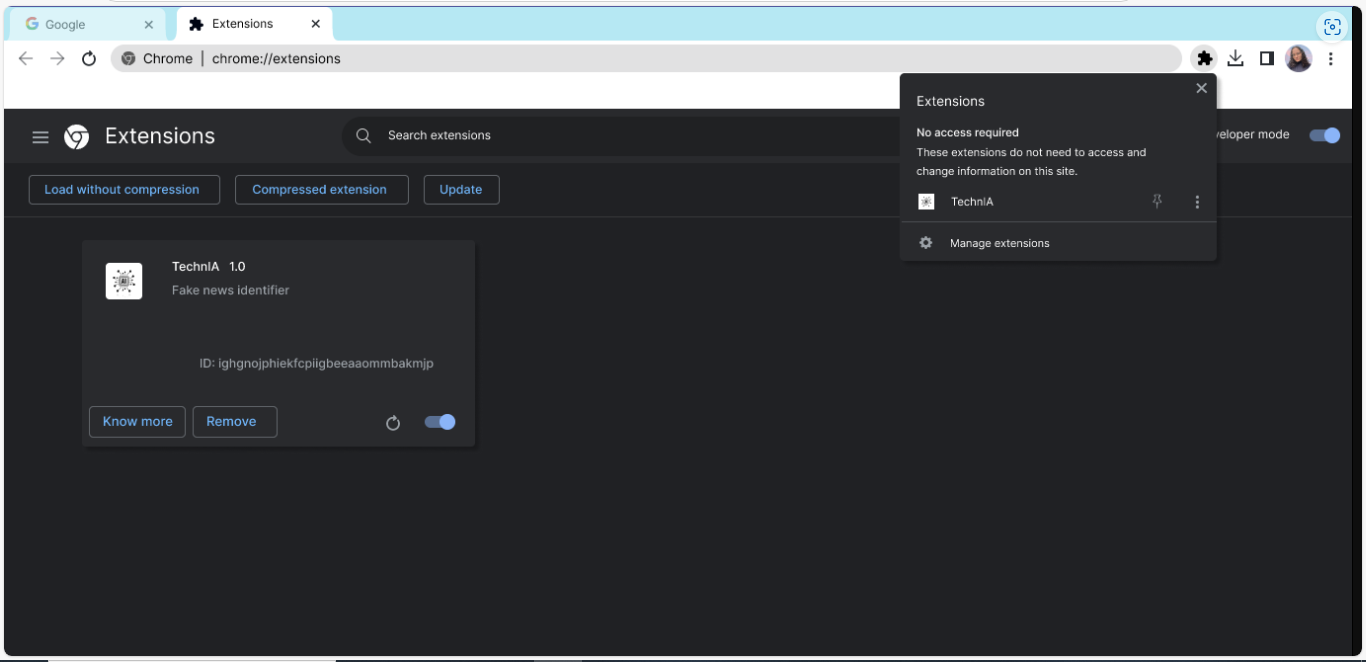 Google
Extensions
Chrome | chrome://extensions
Extensions
No access required
These extensions do not need to access and
change information on this site.
TechnIA
Manage extensions
Extensions
Search extensions
veloper mode
Load without compression
Compressed extension
Update
TechnIA 1.0
Fake news identifier
ID: ighgnojphiekfcpiigbeeaaommbakmjp
Know more
Remove